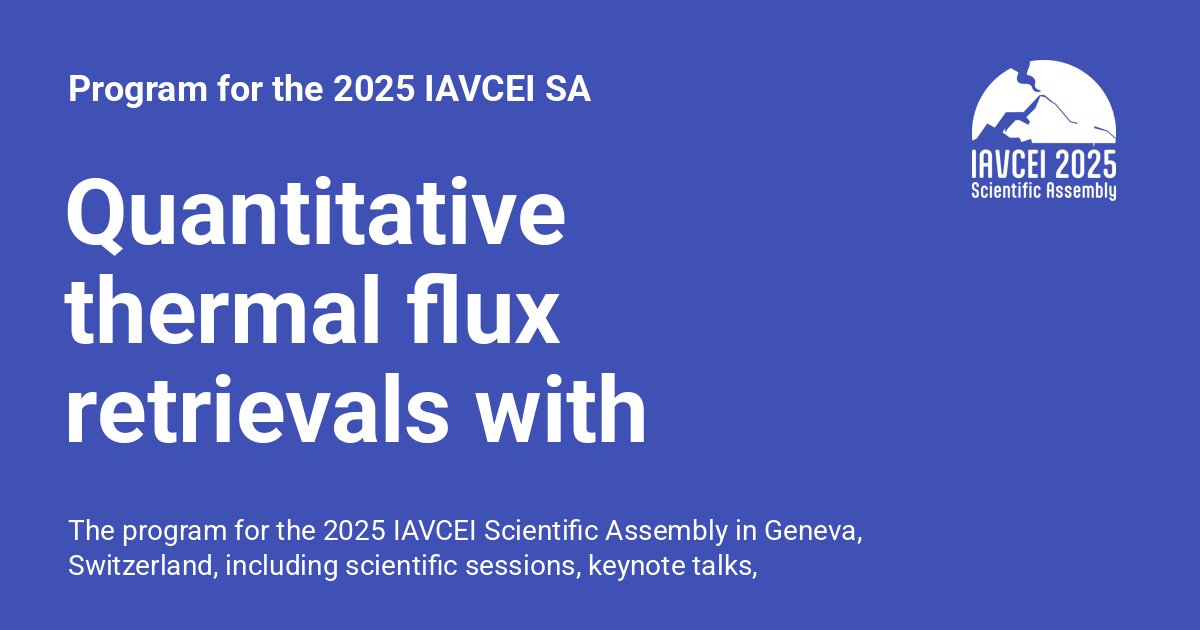 Program for the 2025 IAVCEI SA
IAVCEI 2025
Scientific Assembly
Quantitative
thermal flux
retrievals with
The program for the 2025 IAVCEI Scientific Assembly in Geneva,
Switzerland, including scientific sessions, keynote talks,